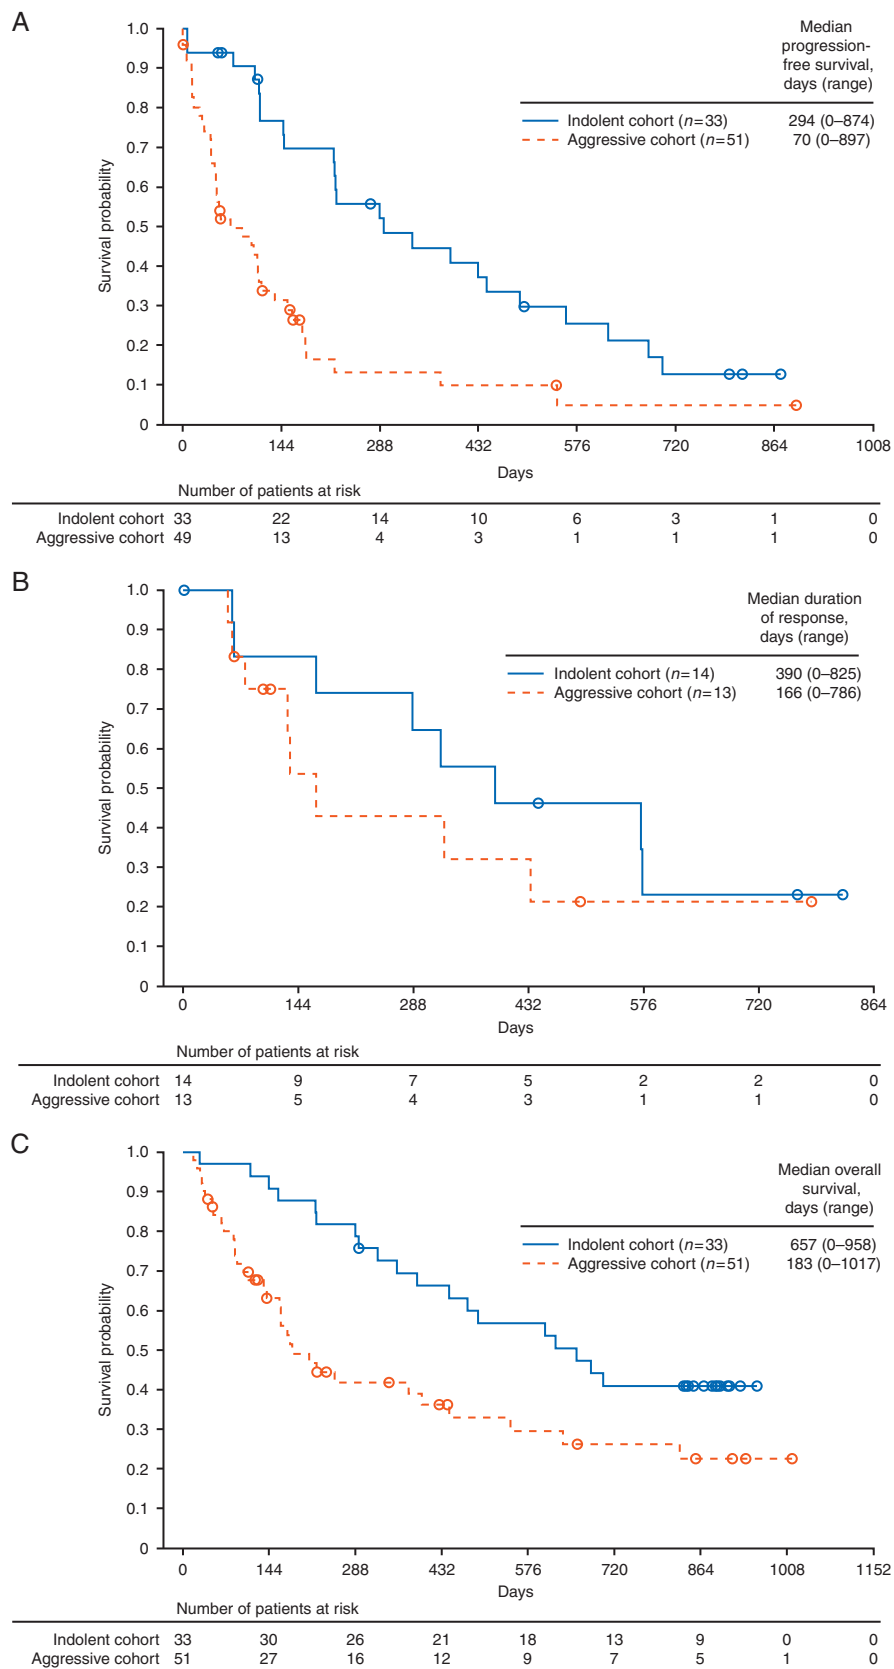 A
Median
progression-
free survival,
days (range)
Indolent cohort (n=33) 294 (0–874)
Aggressive cohort (n=51) 70 (0–897)
Survival probability
1.0
0.9
0.8
0.7
0.6
0.5
0.4
0.3
0.2
0.1
0
0 144 288 432 576 720 864 1008
Days
Number of patients at risk
Indolent cohort 33 22 14 10 6 3 1 0
Aggressive cohort 49 13 4 3 1 1 1 0
B
Median duration
of response,
days (range)
Indolent cohort (n=14) 390 (0–825)
Aggressive cohort (n=13) 166 (0–786)
Survival probability
1.0
0.9
0.8
0.7
0.6
0.5
0.4
0.3
0.2
0.1
0
0 144 288 432 576 720 864
Days
Number of patients at risk
Indolent cohort 14 9 7 5 2 2 0
Aggressive cohort 13 5 4 3 1 1 0
C
Median overall
survival,
days (range)
Indolent cohort (n=33) 657 (0–958)
Aggressive cohort (n=51) 183 (0–1017)
Survival probability
1.0
0.9
0.8
0.7
0.6
0.5
0.4
0.3
0.2
0.1
0
0 144 288 432 576 720 864 1008 1152
Days
Number of patients at risk
Indolent cohort 33 30 26 21 18 13 9 0 0
Aggressive cohort 51 27 16 12 9 7 5 1 0